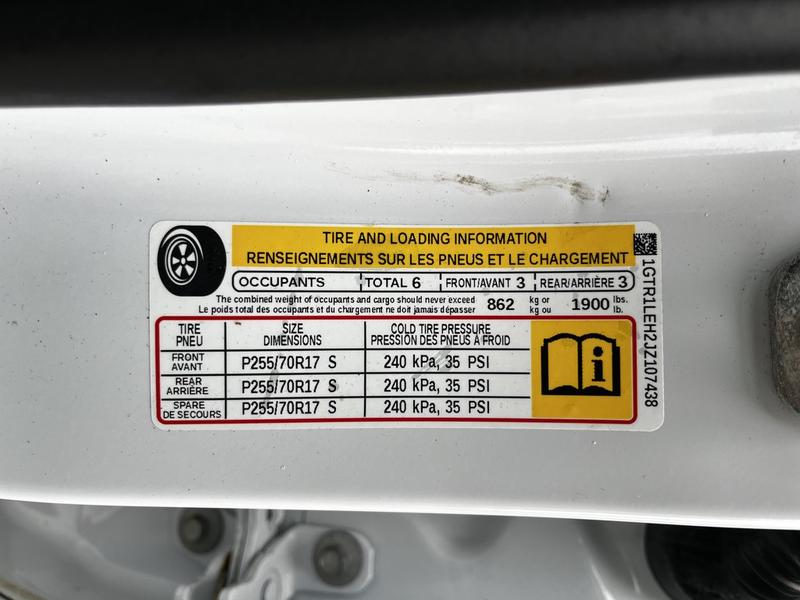 TIRE AND LOADING INFORMATION
RENSEIGNEMENTS SUR LES PNEUS ET LE CHARGEMENT
OCCUPANTS TOTAL 6 FRONT/AVANT 3 REAR/ARRIÈRE 3
The combined weight of occupants and cargo should never exceed 862 kg or 1900 lbs.
Le poids total des occupants et du chargement ne doit jamais dépasser kg ou lb.
TIRE SIZE COLD TIRE PRESSURE
PNEU DIMENSIONS PRESSION DES PNEUS À FROID
FRONT
AVANT P255/70R17 S 240 kPa, 35 PSI
REAR
ARRIÈRE P255/70R17 S 240 kPa, 35 PSI
SPARE
DE SECOURS P255/70R17 S 240 kPa, 35 PSI
1GTR1LEH2JZ107438